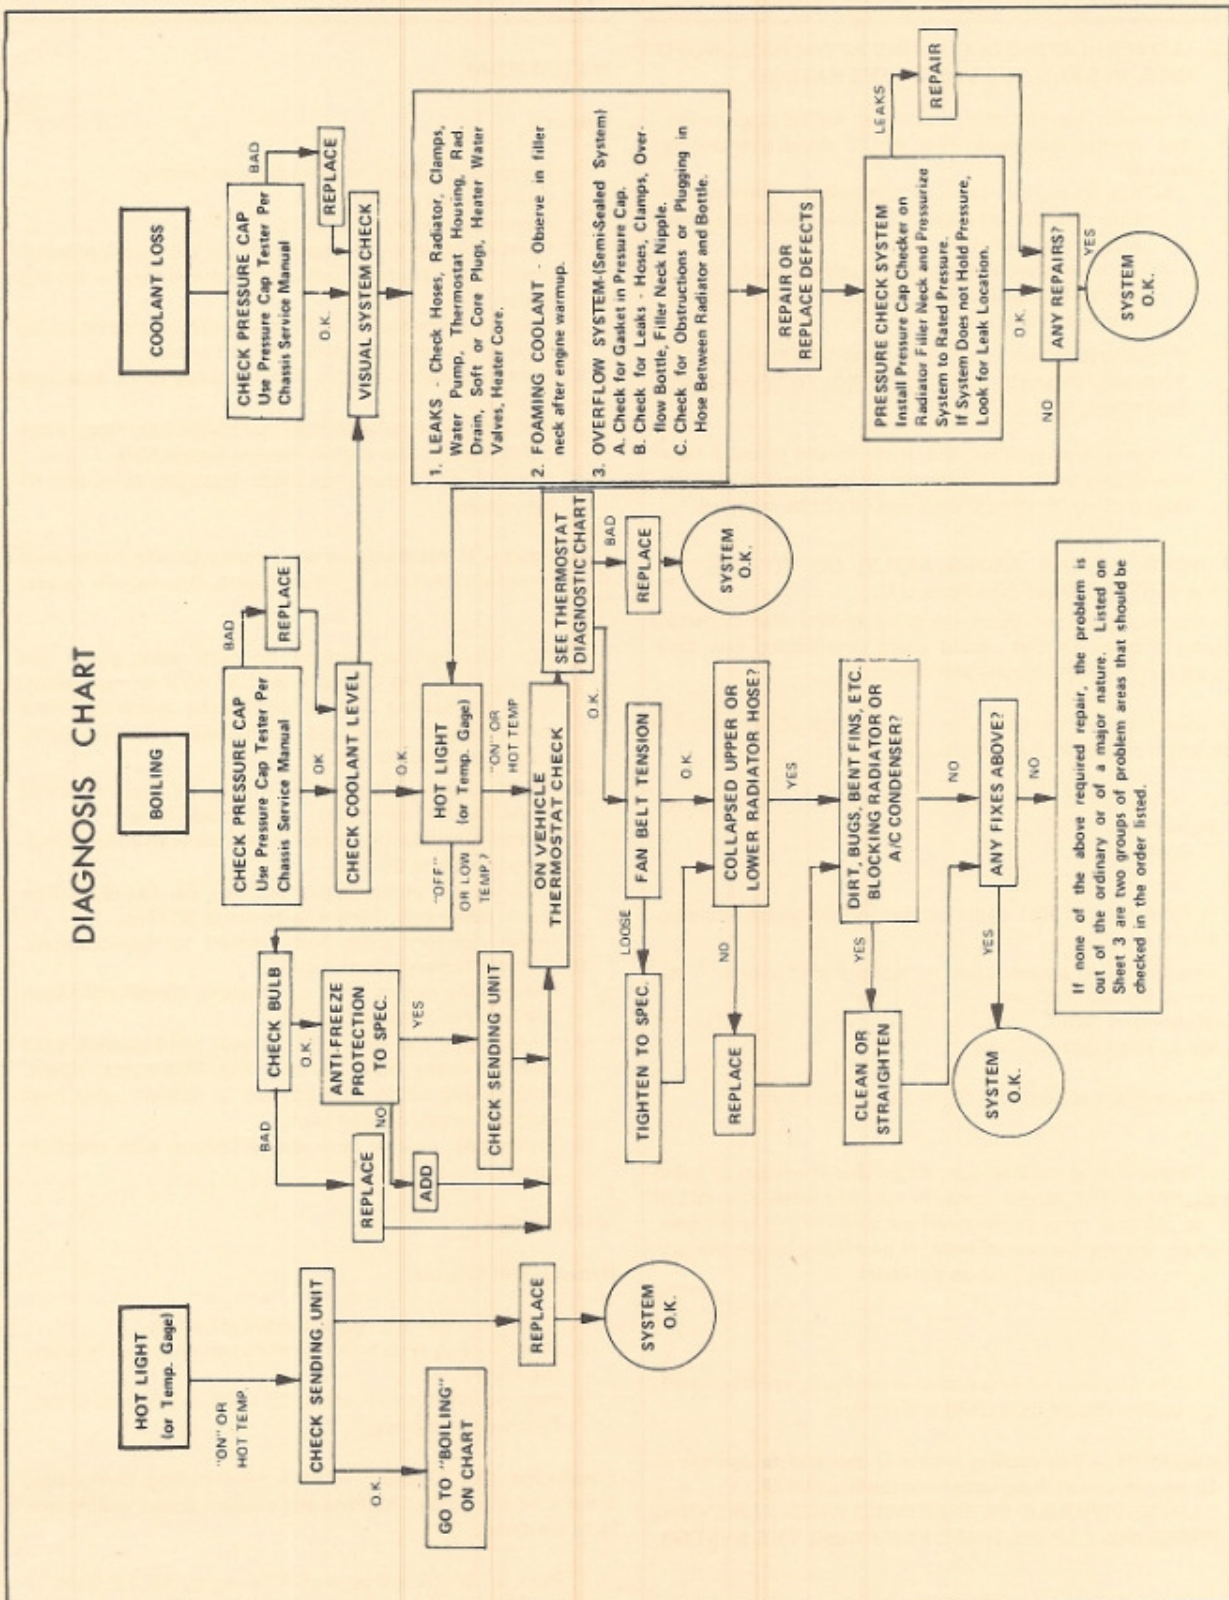 DIAGNOSIS CHART
HOT LIGHT
(or Temp. Gage)
"ON" OR
HOT TEMP.
CHECK SENDING UNIT
O.K.
GO TO "BOILING"
ON CHART
REPLACE
SYSTEM
O.K.
BOILING
CHECK PRESSURE CAP
Use Pressure Cap Tester Per
Chassis Service Manual
BAD
REPLACE
OK
CHECK COOLANT LEVEL
O.K.
HOT LIGHT
(or Temp. Gage)
"OFF"
OR LOW
TEMP.?
"ON" OR
HOT TEMP
CHECK BULB
BAD
O.K.
REPLACE
ANTI-FREEZE
PROTECTION
TO SPEC.
NO
YES
ADD
CHECK SENDING UNIT
ON VEHICLE
THERMOSTAT CHECK
SEE THERMOSTAT
DIAGNOSTIC CHART
O.K.
BAD
REPLACE
SYSTEM
O.K.
FAN BELT TENSION
LOOSE
O.K.
TIGHTEN TO SPEC.
COLLAPSED UPPER OR
LOWER RADIATOR HOSE?
NO
YES
REPLACE
DIRT, BUGS, BENT FINS, ETC.
BLOCKING RADIATOR OR
A/C CONDENSER?
YES
NO
CLEAN OR
STRAIGHTEN
ANY FIXES ABOVE?
YES
NO
SYSTEM
O.K.
If none of the above required repair, the problem is
out of the ordinary or of a major nature. Listed on
Sheet 3 are two groups of problem areas that should be
checked in the order listed.
COOLANT LOSS
CHECK PRESSURE CAP
Use Pressure Cap Tester Per
Chassis Service Manual
BAD
REPLACE
O.K.
VISUAL SYSTEM CHECK
1. LEAKS - Check Hoses, Radiator, Clamps,
Water Pump, Thermostat Housing, Rad.
Drain, Soft or Core Plugs, Heater Water
Valves, Heater Core.
2. FOAMING COOLANT - Observe in filler
neck after engine warmup.
3. OVERFLOW SYSTEM-(Semi-Sealed System)
A. Check for Gasket in Pressure Cap.
B. Check for Leaks - Hoses, Clamps, Over-
flow Bottle, Filler Neck Nipple.
C. Check for Obstructions or Plugging in
Hose Between Radiator and Bottle.
REPAIR OR
REPLACE DEFECTS
PRESSURE CHECK SYSTEM
Install Pressure Cap Checker on
Radiator Filler Neck and Pressurize
System to Rated Pressure.
If System Does not Hold Pressure,
Look for Leak Location.
LEAKS
REPAIR
O.K.
ANY REPAIRS?
NO
YES
SYSTEM
O.K.